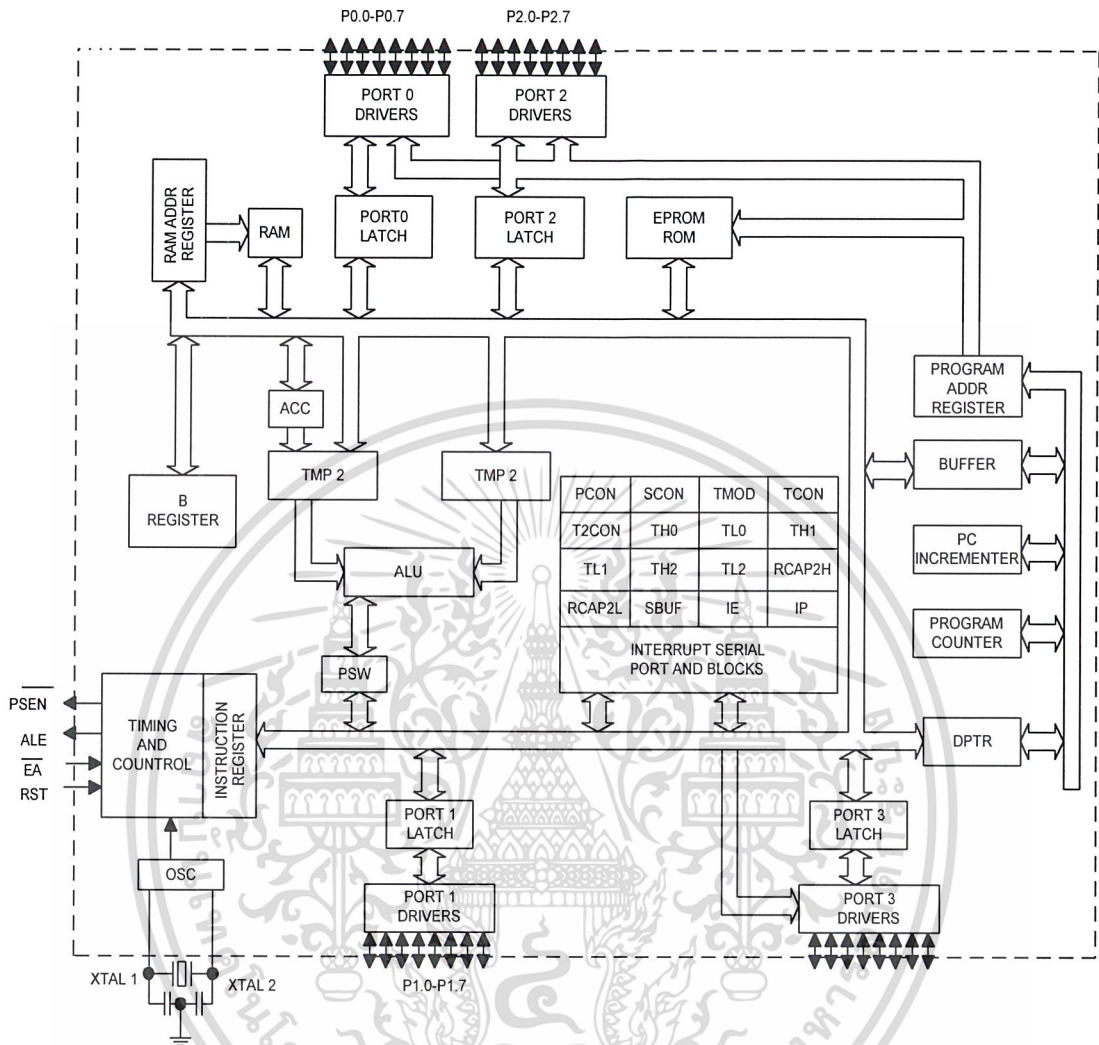 P0.0-P0.7
P2.0-P2.7
PORT 0
DRIVERS
PORT 2
DRIVERS
RAM ADDR
REGISTER
RAM
PORT0
LATCH
PORT 2
LATCH
EPROM
ROM
PROGRAM
ADDR
REGISTER
ACC
BUFFER
B
REGISTER
TMP 2
TMP 2
PCON SCON TMOD TCON
T2CON TH0 TL0 TH1
TL1 TH2 TL2 RCAP2H
RCAP2L SBUF IE IP
INTERRUPT SERIAL
PORT AND BLOCKS
PC
INCREMENTER
ALU
PROGRAM
COUNTER
PSW
PSEN
ALE
EA
RST
TIMING
AND
COUNTROL
INSTRUCTION
REGISTER
DPTR
PORT 1
LATCH
PORT 3
LATCH
OSC
PORT 1
DRIVERS
PORT 3
DRIVERS
XTAL 1
XTAL 2
P1.0-P1.7